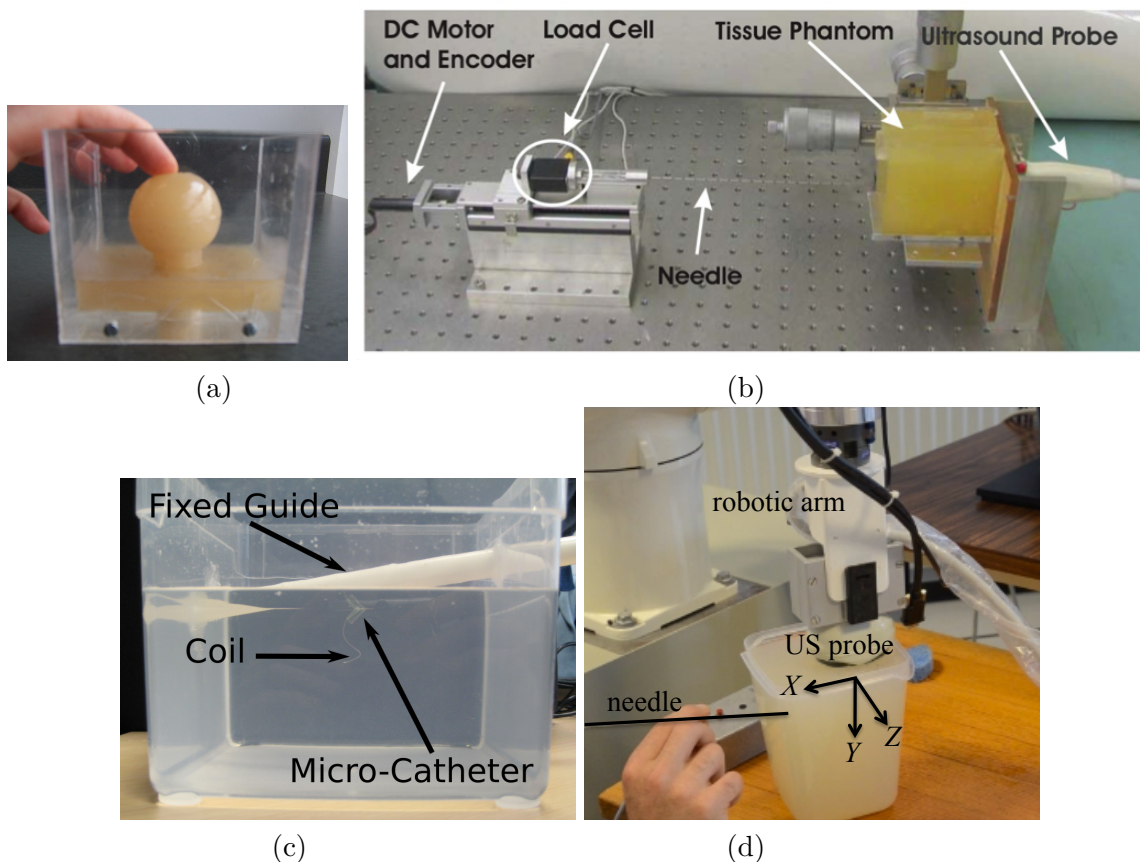 DC Motor
and Encoder
Load Cell
Tissue Phantom
Ultrasound Probe
Needle
(a)
(b)
Fixed Guide
Coil
Micro-Catheter
robotic arm
US probe
X
needle
Z
Y
(c)
(d)